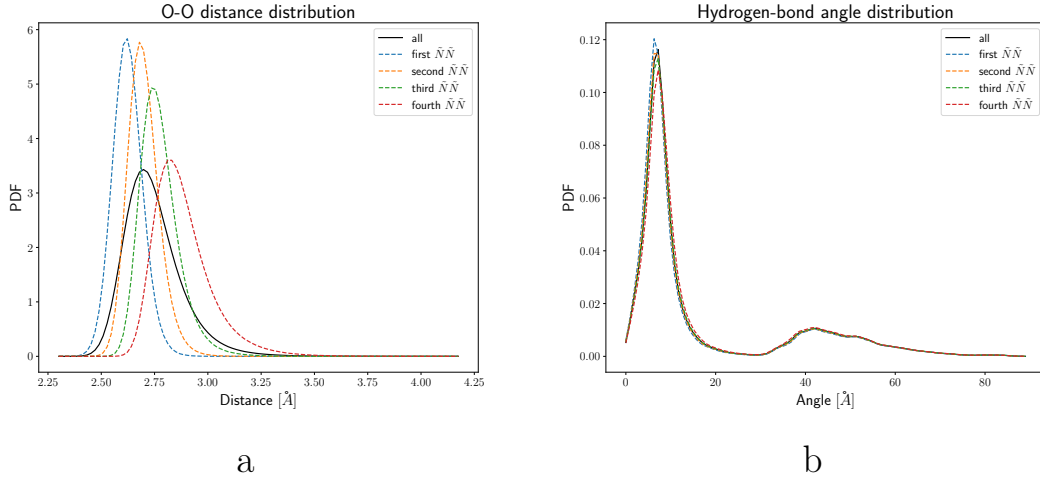 O-O distance distribution
all
first ÑÑ
second ÑÑ
third ÑÑ
fourth ÑÑ
PDF
6
5
4
3
2
1
0
2.25 2.50 2.75 3.00 3.25 3.50 3.75 4.00 4.25
Distance [Å]
a
Hydrogen-bond angle distribution
all
first ÑÑ
second ÑÑ
third ÑÑ
fourth ÑÑ
PDF
0.12
0.10
0.08
0.06
0.04
0.02
0.00
0 20 40 60 80
Angle [Å]
b